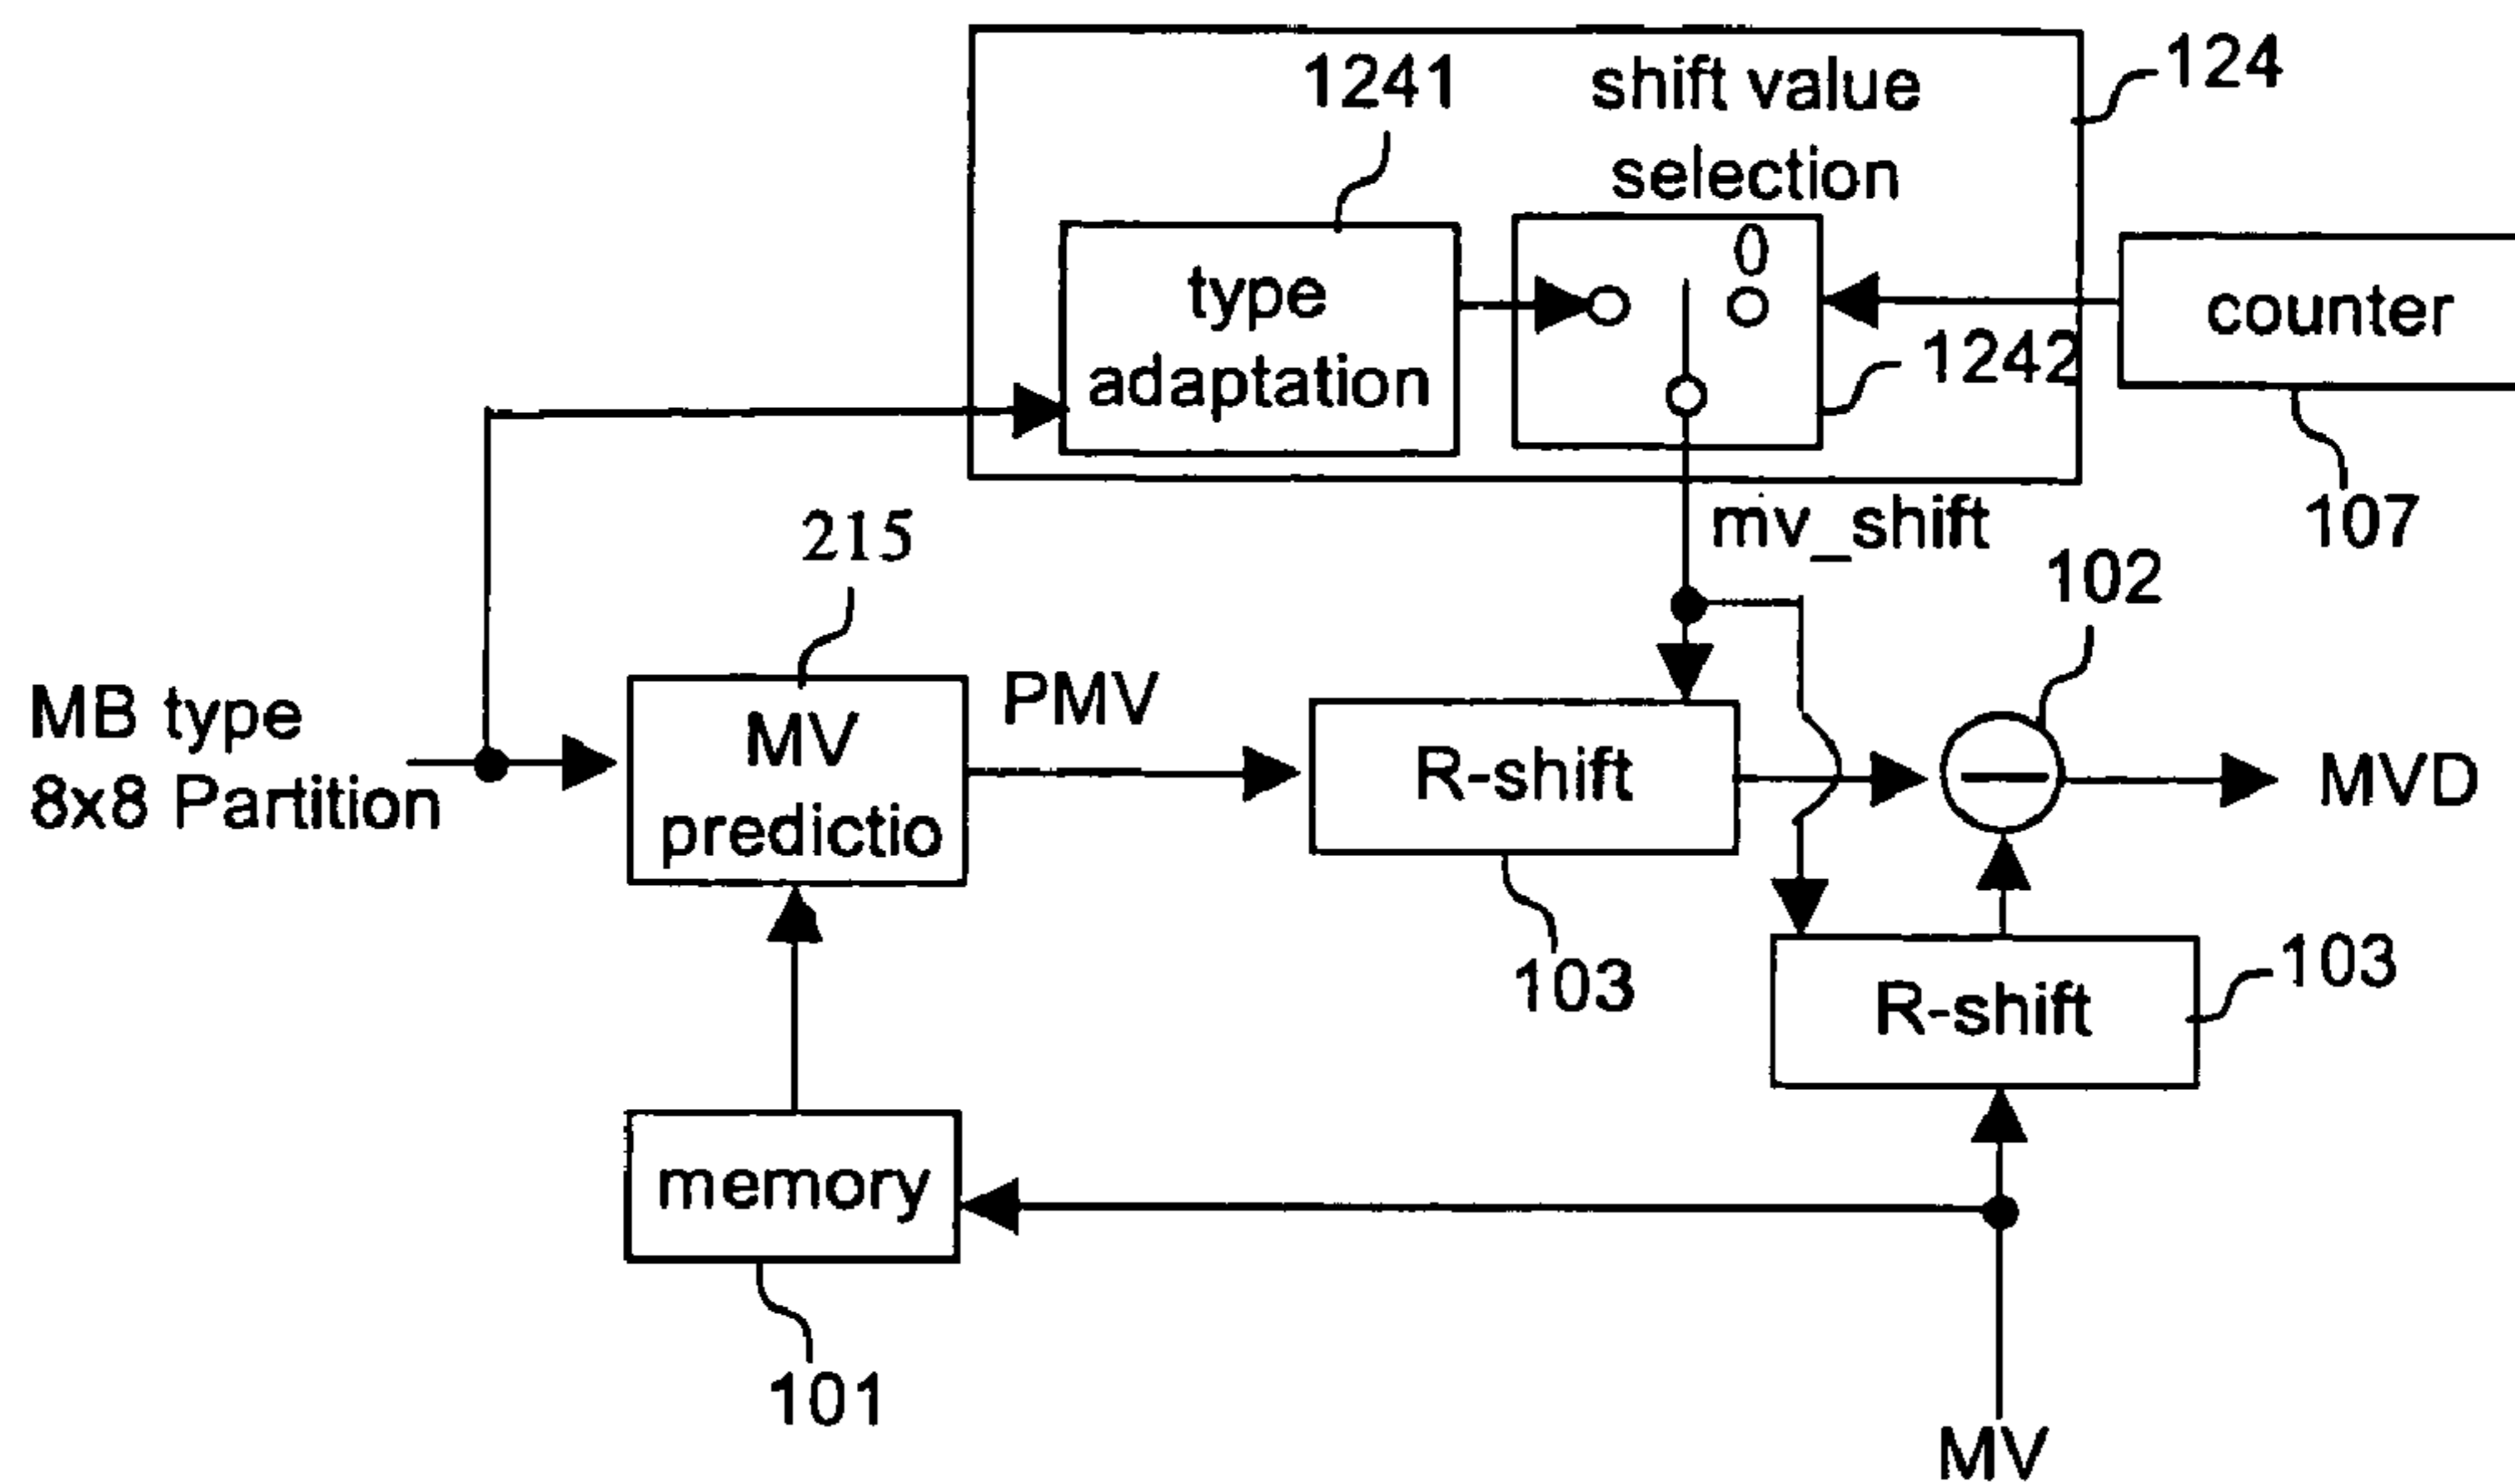 1241
shift value
selection
124
type
adaptation
0
counter
1242
107
mv_shift
215
102
MB type
8x8 Partition
MV
predictio
PMV
R-shift
MVD
103
R-shift
103
memory
101
MV